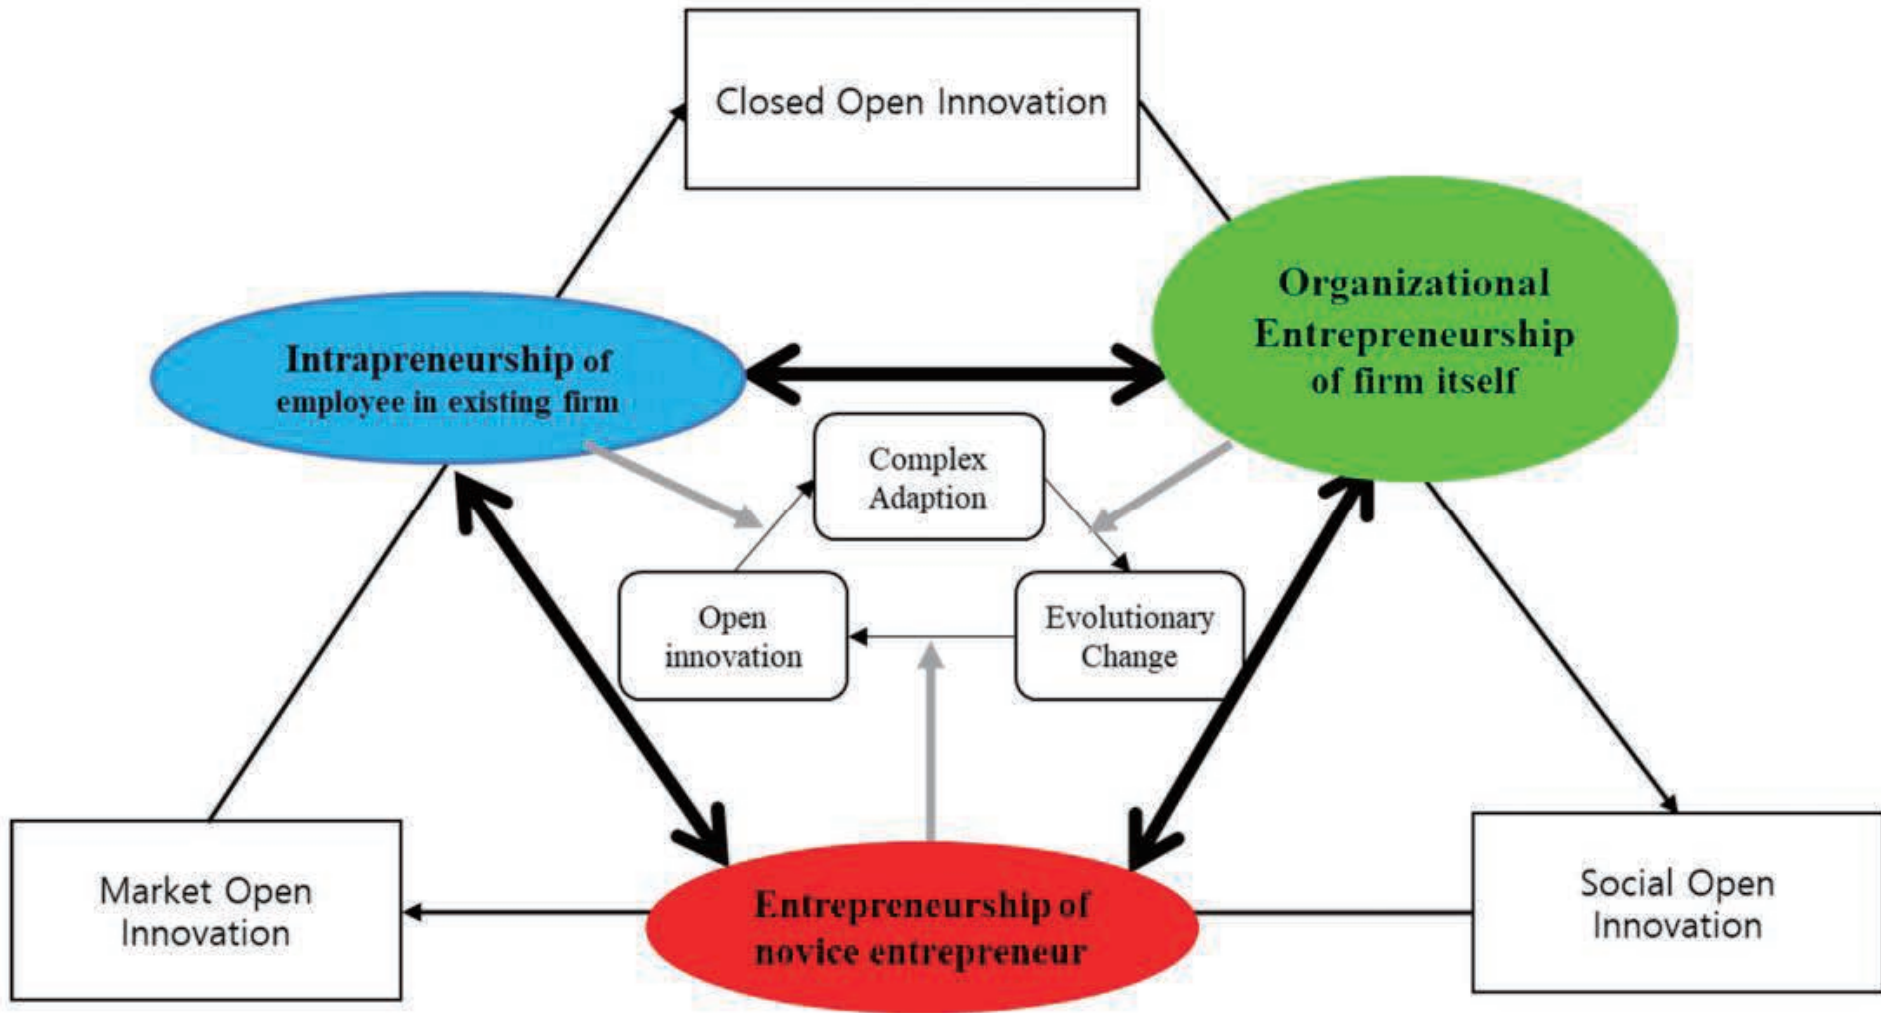 Closed Open Innovation
Organizational
Entrepreneurship
of firm itself
Intrapreneurship of
employee in existing firm
Complex
Adaption
Open
innovation
Evolutionary
Change
Market Open
Innovation
Entrepreneurship of
novice entrepreneur
Social Open
Innovation